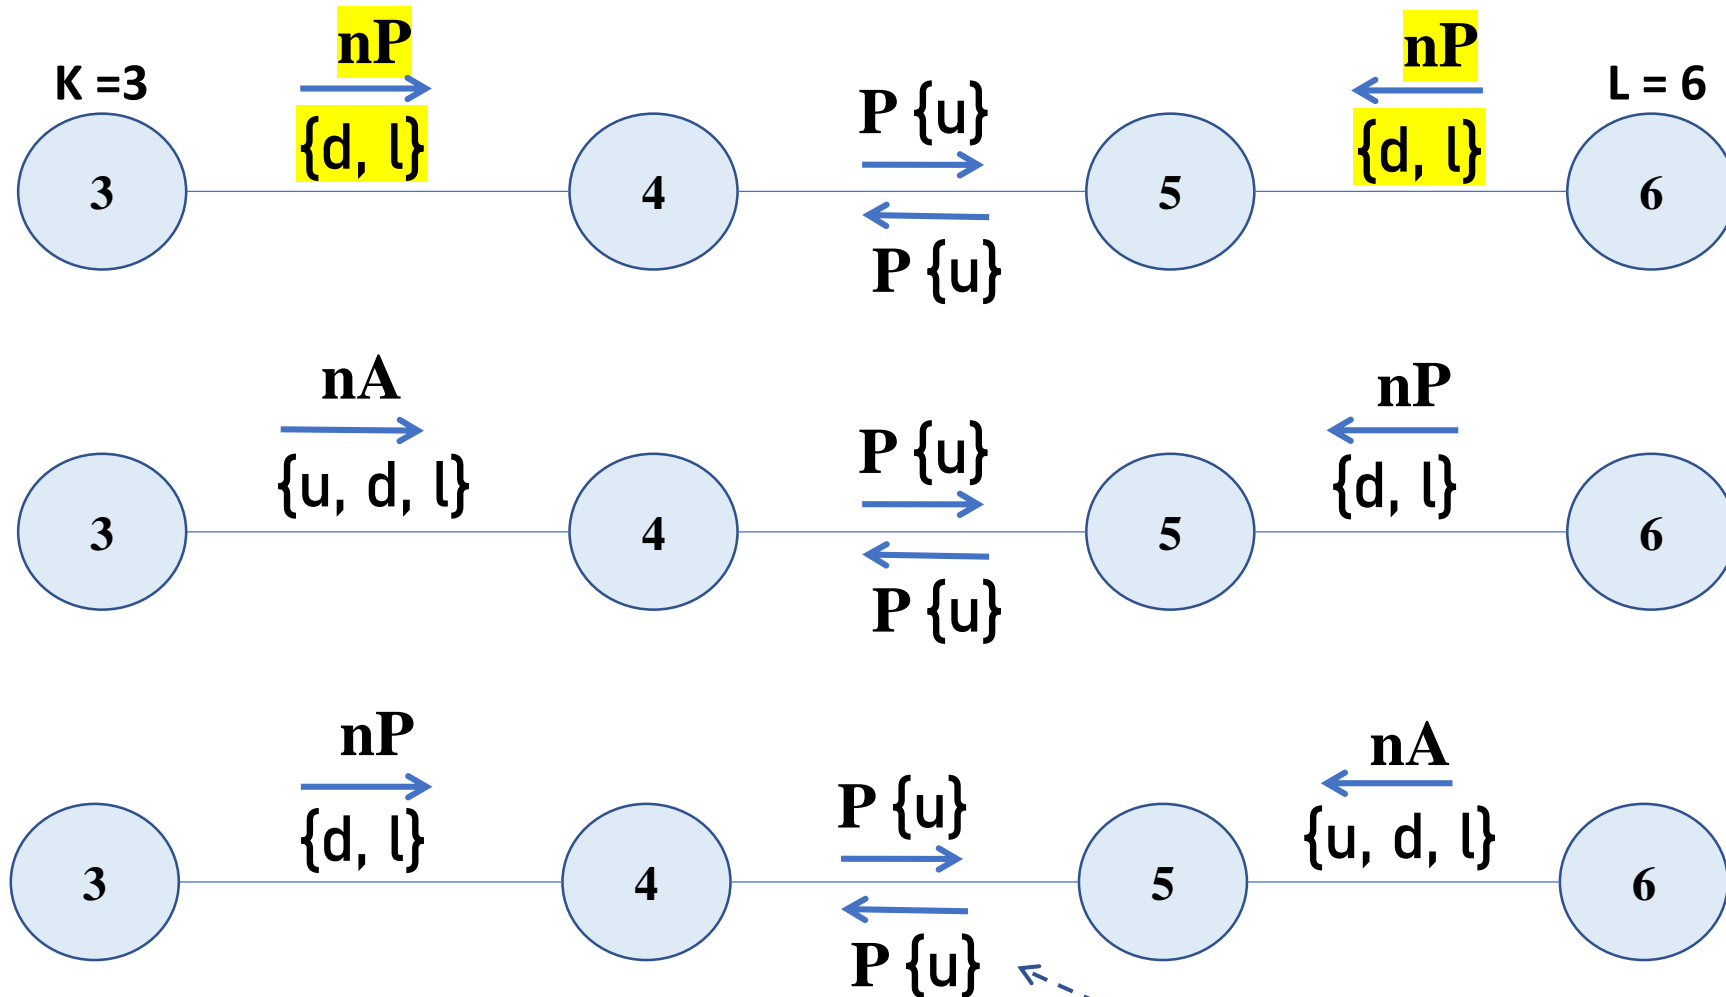 nP
nP
K =3
L = 6
P {u}
{d, l}
{d, l}
3
4
5
6
P {u}
nA
nP
P {u}
{u, d, l}
{d, l}
3
4
5
6
P {u}
nP
nA
P {u}
{d, l}
{u, d, l}
3
4
5
6
P {u}